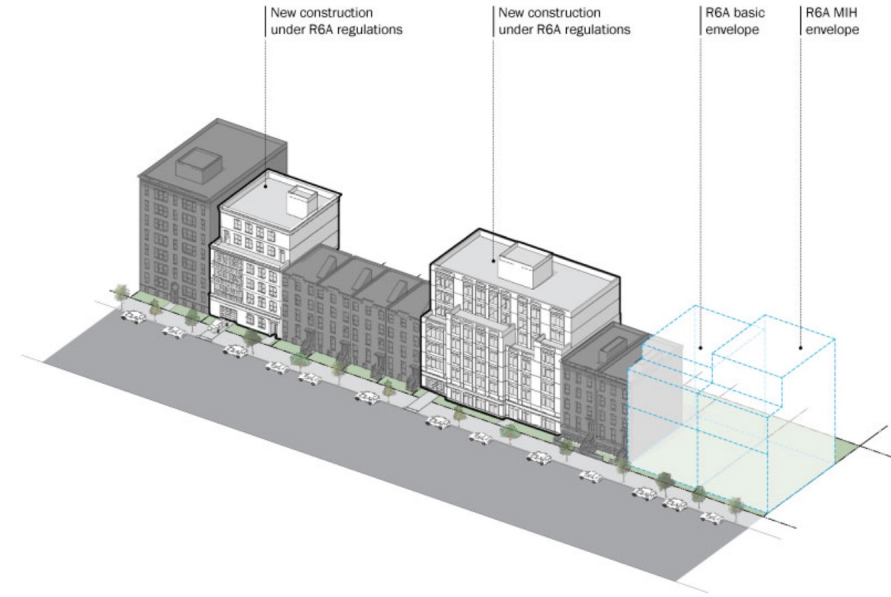 New construction
under R6A regulations
New construction
under R6A regulations
R6A basic
envelope
R6A MIH
envelope